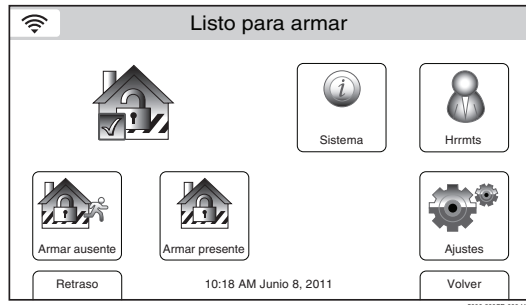 Listo para armar
Sistema
Hrrmts
Armar ausente
Armar presente
Ajustes
Retraso
10:18 AM Junio 8, 2011
Volver